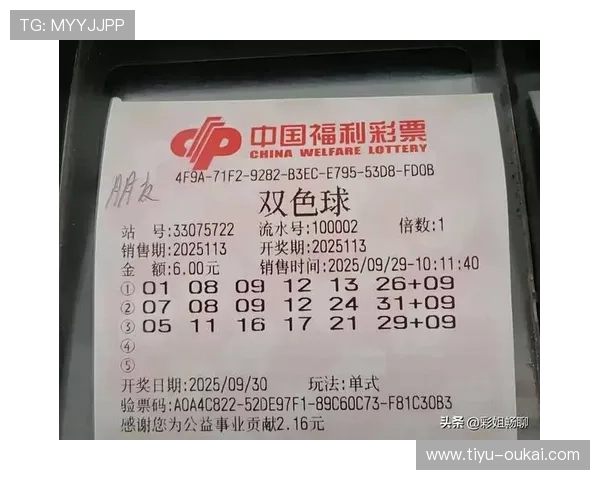 TG: MYYJJPP
中国福利彩票
CHINA WELFARE LOTTERY
4F9A-71F2-9282-B3EC-E795-53D8-FD0B
朋友
双色球
站 号:33075722 流水号:100002 倍数:1
销售期:2025113 开奖期:2025113
金 额:6.00元 销售时间:2025/09/29-10:11:40
① 01 08 09 12 13 26+09
② 07 08 09 12 24 31+09
③ 05 11 16 17 21 29+09
④
⑤
开奖日期:2025/09/30 玩法:单式
验票码:A0A4C822-52DE97F1-89C60C73-F81C30B3
感谢您为公益事业贡献2.16元
头条 @彩姐畅聊
www.tiyu-oukai.com